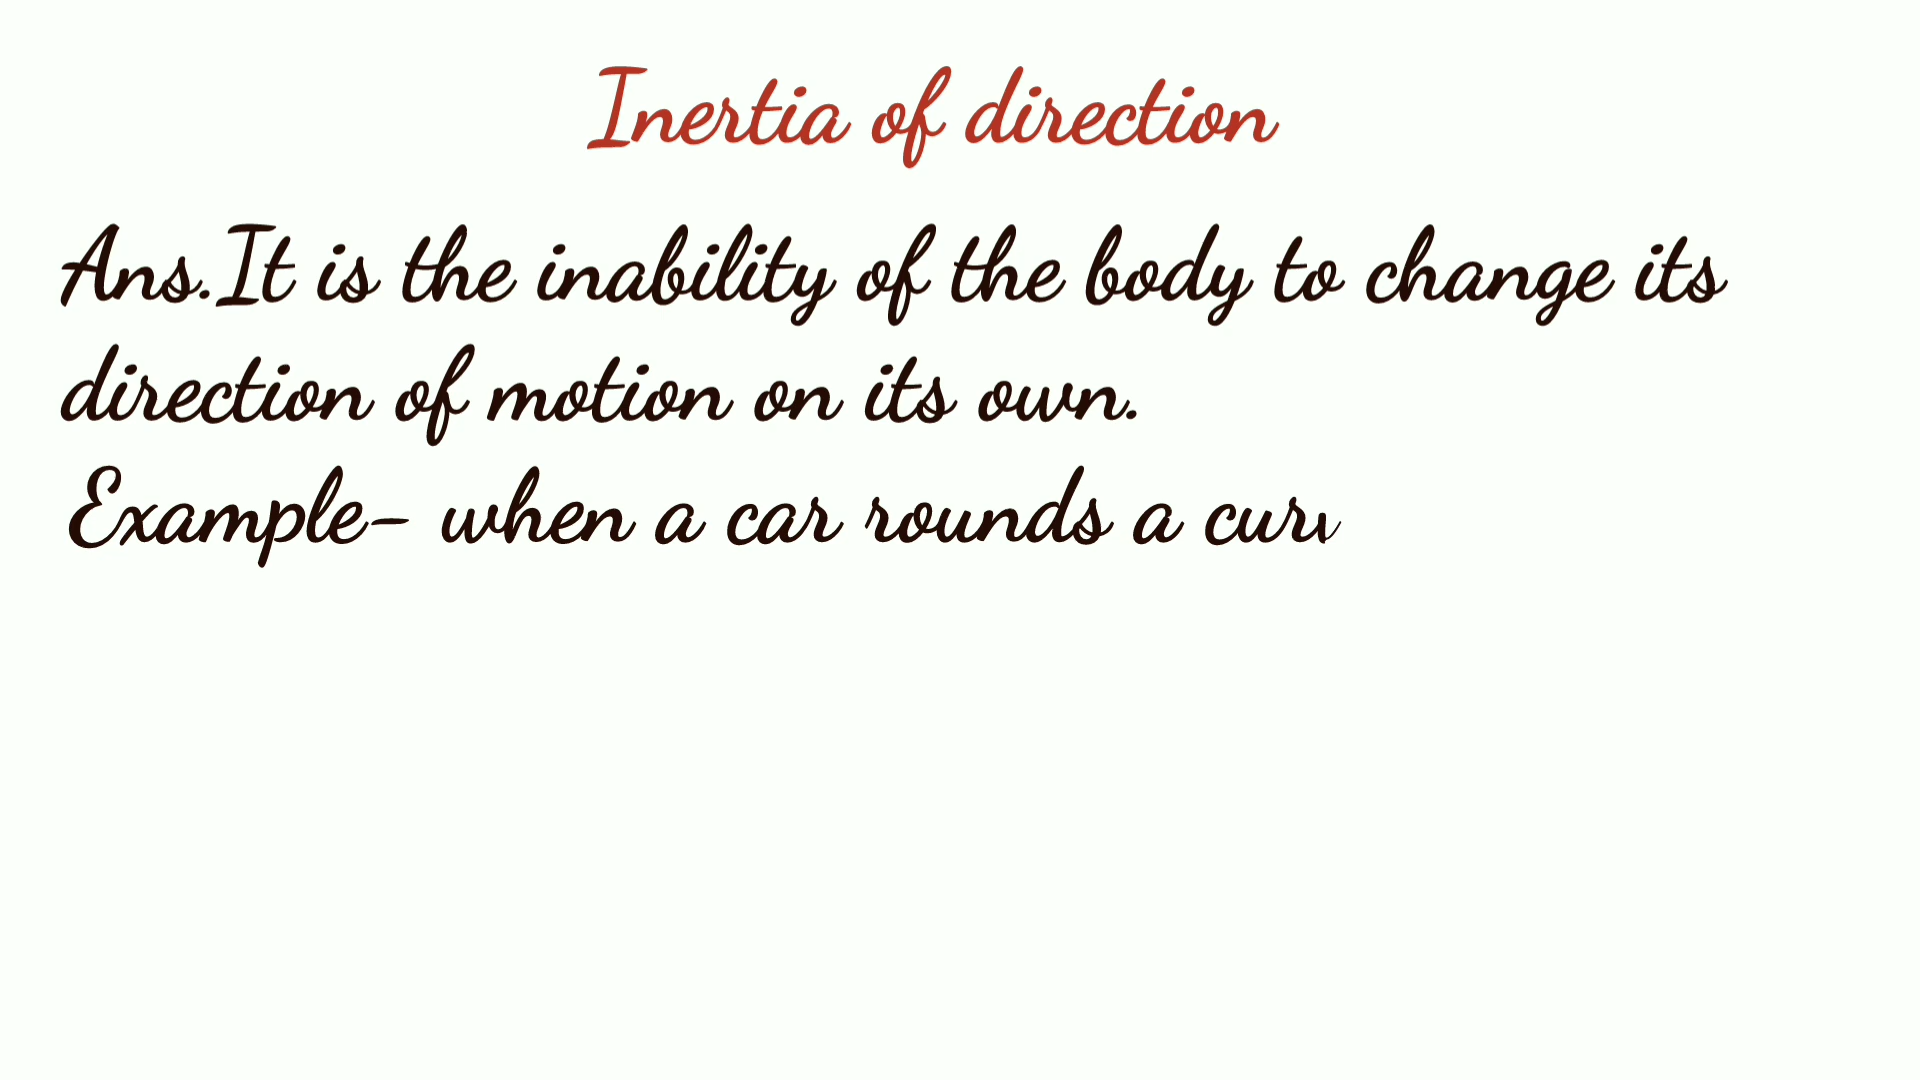 Inertia of direction
Ans.It is the inability of the body to change its
direction of motion on its own.
Example- when a car rounds a curv